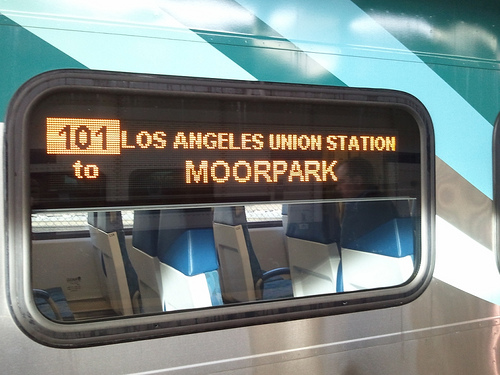 101 LOS ANGELES UNION STATION
to MOORPARK